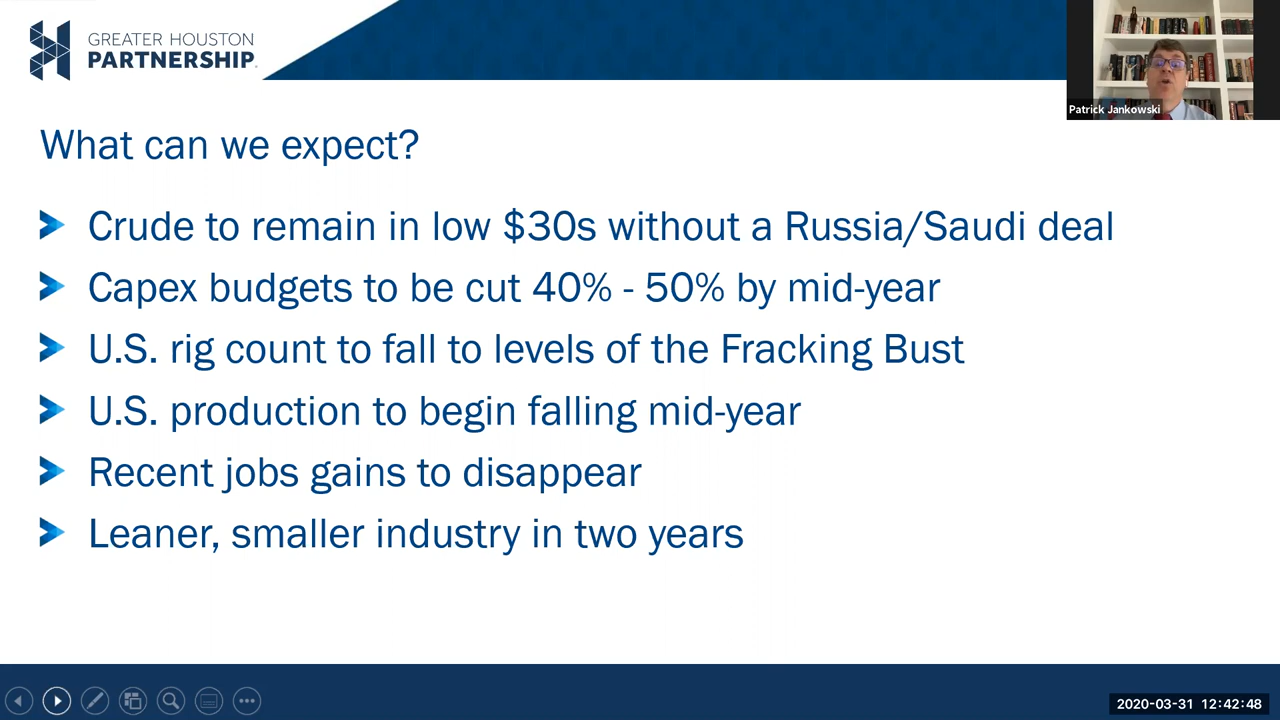 GREATER HOUSTON
PARTNERSHIP
Patrick Jankowski
What can we expect?
Crude to remain in low $30s without a Russia/Saudi deal
Capex budgets to be cut 40% - 50% by mid-year
U.S. rig count to fall to levels of the Fracking Bust
U.S. production to begin falling mid-year
Recent jobs gains to disappear
Leaner, smaller industry in two years
2020-03-31 12:42:48